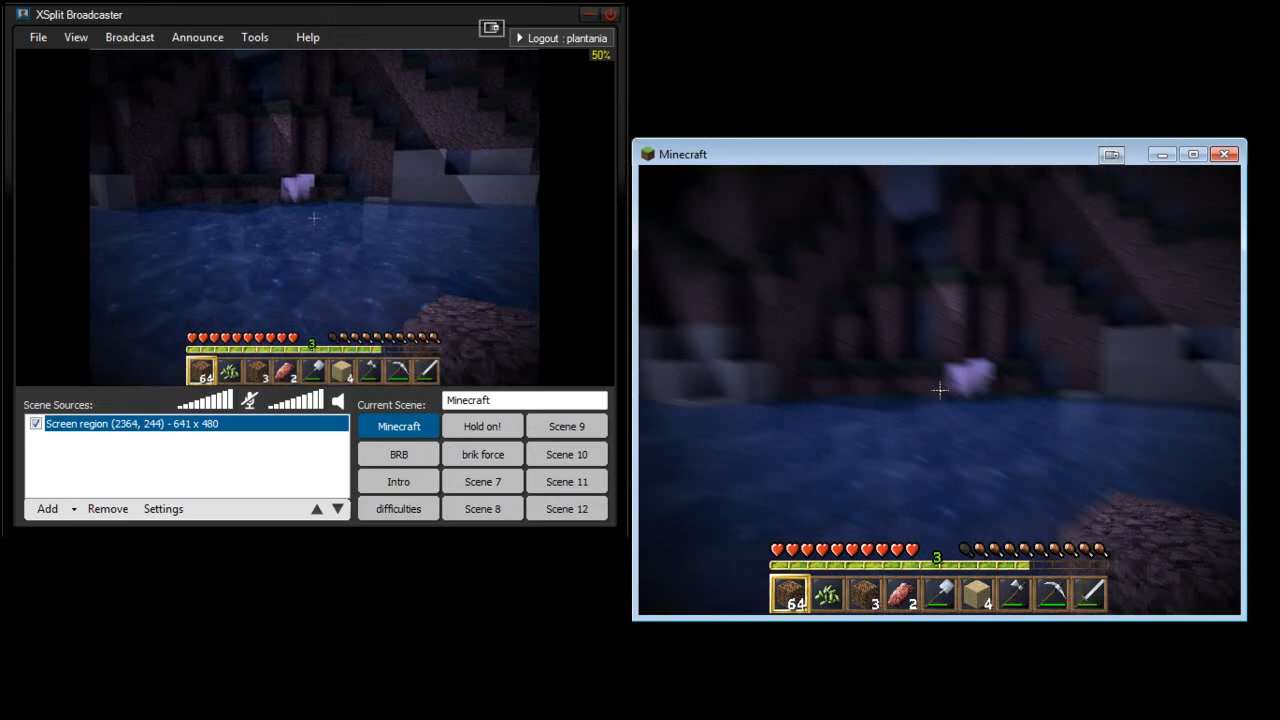 XSplit Broadcaster
File View Broadcast Announce Tools Help Logout : plantania
50%
3
64 3 2 4
Scene Sources:
Screen region (2364, 244) - 641 x 480
Add Remove Settings
Current Scene: Minecraft
Minecraft Hold on! Scene 9
BRB brik force Scene 10
Intro Scene 7 Scene 11
difficulties Scene 8 Scene 12
Minecraft
3
64 3 2 4